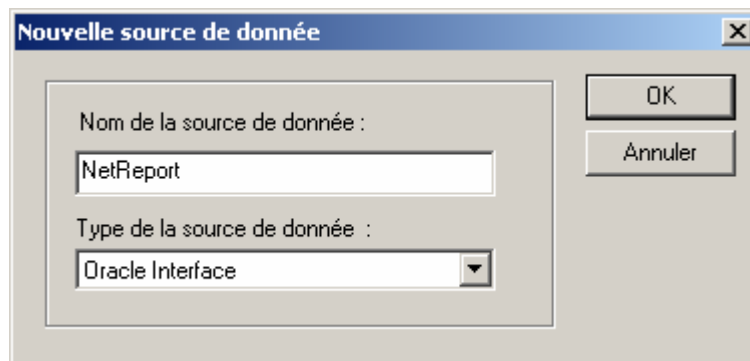 Nouvelle source de donnée
Nom de la source de donnée :
NetReport
Type de la source de donnée :
Oracle Interface
OK
Annuler